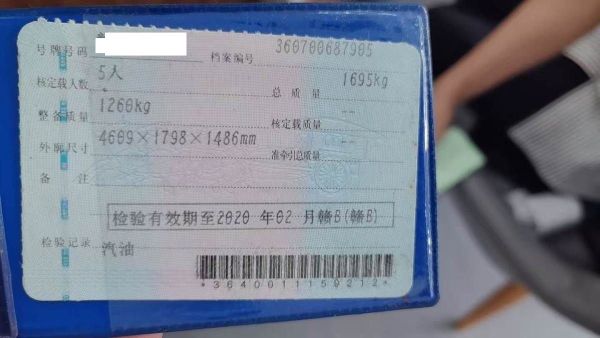 号牌号码 档案编号 360700687905
核定载人数 5人 总质量 1695kg
整备质量 1260kg 核定载质量 --
外廓尺寸 4609×1798×1486mm 准牵引总质量 --
备注
检验有效期至2020 年02 月赣B(赣B)
检验记录 汽油
*3640011150212*